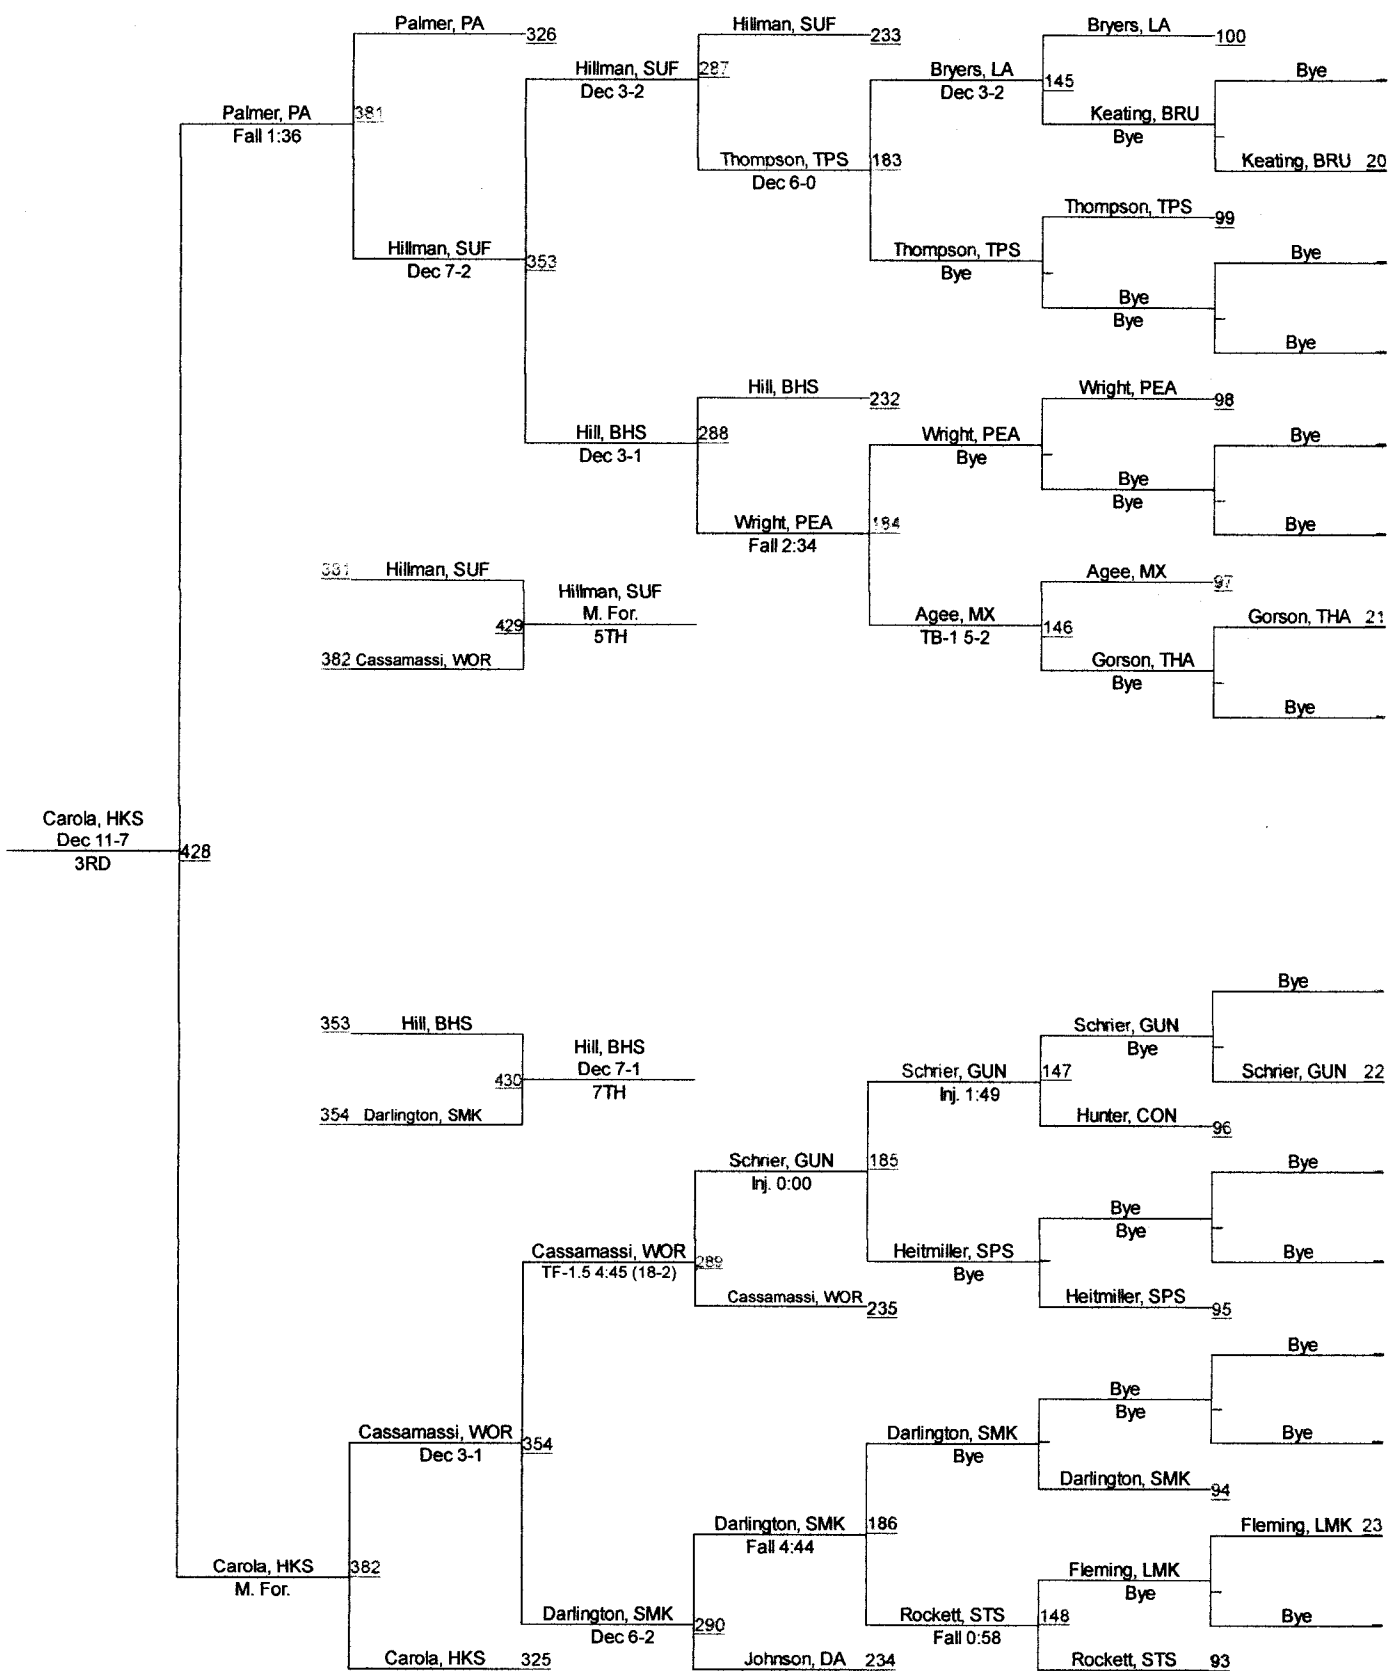 Palmer, PA 326
Hillman, SUF 233
Bryers, LA 100
Hillman, SUF 287
Dec 3-2
Bryers, LA 145
Dec 3-2
Bye
Palmer, PA 381
Fall 1:36
Keating, BRU
Bye
Thompson, TPS 183
Dec 6-0
Keating, BRU 20
Thompson, TPS 99
Hillman, SUF 353
Dec 7-2
Thompson, TPS
Bye
Bye
Bye
Bye
Bye
Hill, BHS 232
Wright, PEA 98
Hill, BHS 288
Dec 3-1
Wright, PEA
Bye
Bye
Bye
Bye
Wright, PEA 184
Fall 2:34
Bye
381 Hillman, SUF
Agee, MX 97
Hillman, SUF
M. For.
429
5TH
Agee, MX 146
TB-1 5-2
Gorson, THA 21
382 Cassamassi, WOR
Gorson, THA
Bye
Bye
Carola, HKS
Dec 11-7
428
3RD
Bye
353 Hill, BHS
Schrier, GUN
Bye
Hill, BHS
Dec 7-1
430
7TH
Schrier, GUN 147
Inj. 1:49
Schrier, GUN 22
354 Darlington, SMK
Hunter, CON 96
Schrier, GUN 185
Inj. 0:00
Bye
Bye
Bye
Cassamassi, WOR 289
TF-1.5 4:45 (18-2)
Heitmiller, SPS
Bye
Bye
Cassamassi, WOR 235
Heitmiller, SPS 95
Bye
Bye
Bye
Cassamassi, WOR 354
Dec 3-1
Darlington, SMK
Bye
Bye
Darlington, SMK 94
Darlington, SMK 186
Fall 4:44
Fleming, LMK 23
Carola, HKS 382
M. For.
Fleming, LMK
Bye
Darlington, SMK 290
Dec 6-2
Rockett, STS 148
Fall 0:58
Bye
Carola, HKS 325
Johnson, DA 234
Rockett, STS 93